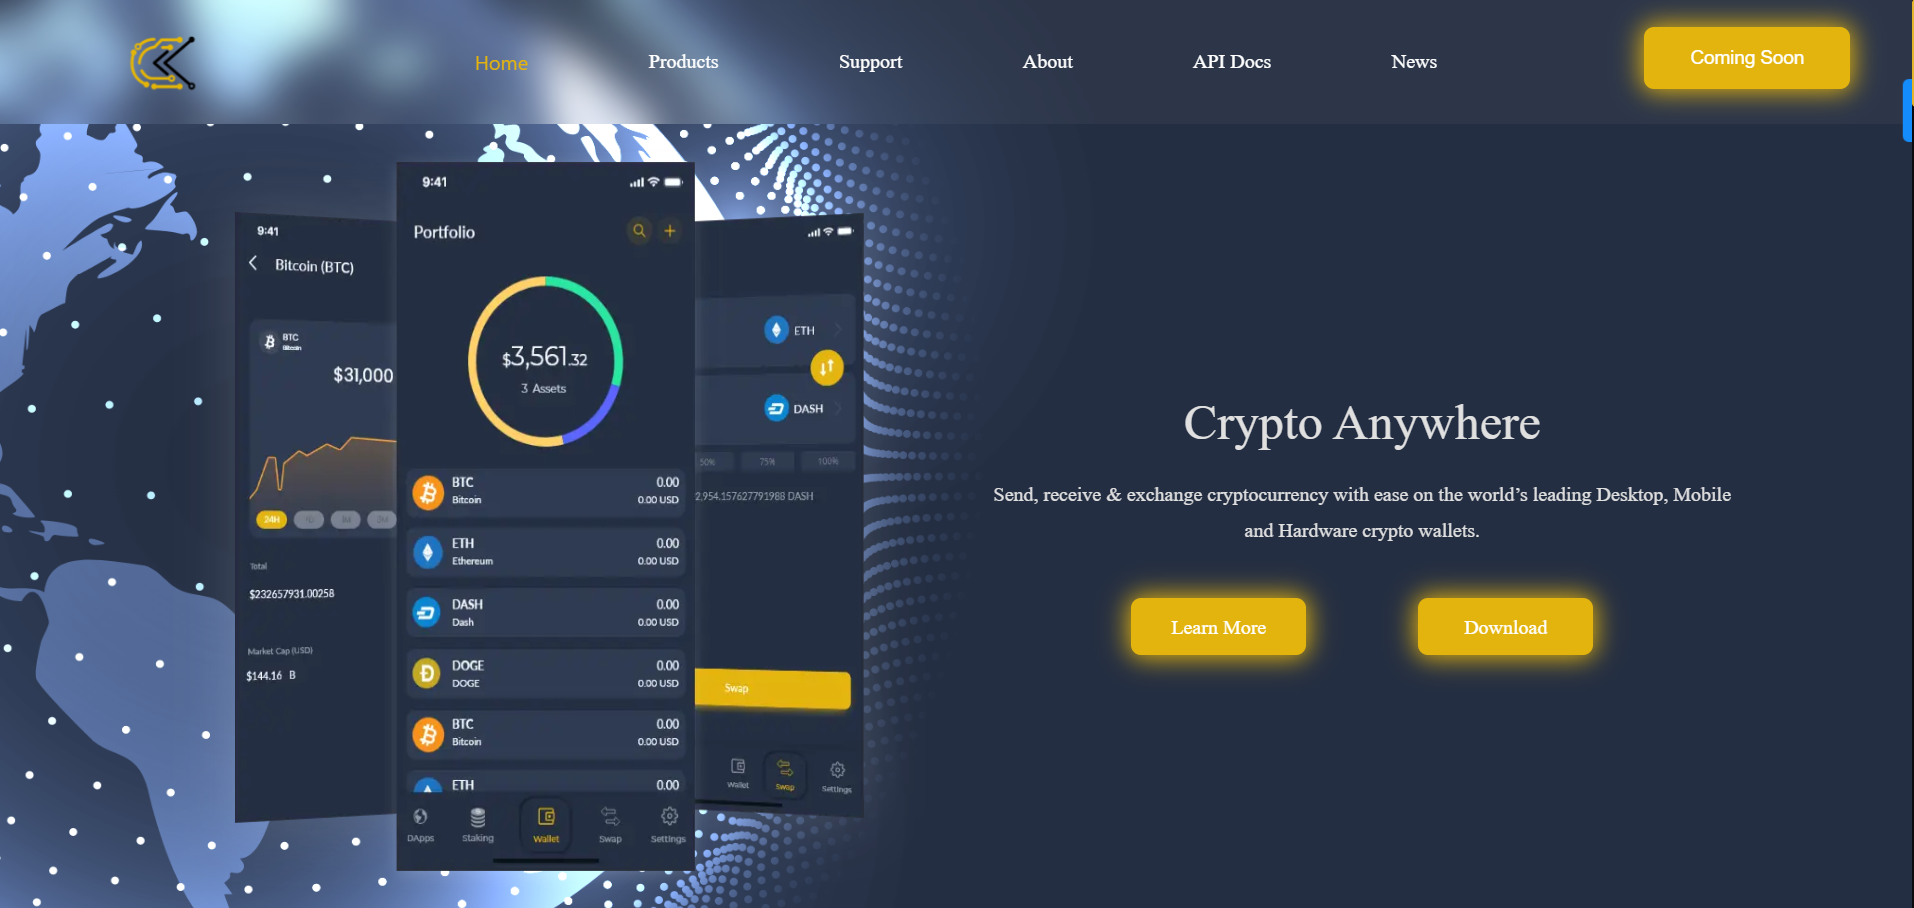 Home
Products
Support
About
API Docs
News
Coming Soon
9:41
Bitcoin (BTC)
BTC
Bitcoin
$31,000
24H
Total
$232657931.00258
Market Cap (USD)
$144.16 B
9:41
Portfolio
$3,561.32
3 Assets
BTC 0.00
Bitcoin 0.00 USD
ETH 0.00
Ethereum 0.00 USD
DASH 0.00
Dash 0.00 USD
DOGE 0.00
DOGE 0.00 USD
BTC 0.00
Bitcoin 0.00 USD
ETH 0.00
DApps
Staking
Wallet
Swap
Settings
ETH
DASH
50%
75%
100%
2,954.157627791988 DASH
Swap
Wallet
Swap
Settings
Crypto Anywhere
Send, receive & exchange cryptocurrency with ease on the world’s leading Desktop, Mobile
and Hardware crypto wallets.
Learn More
Download